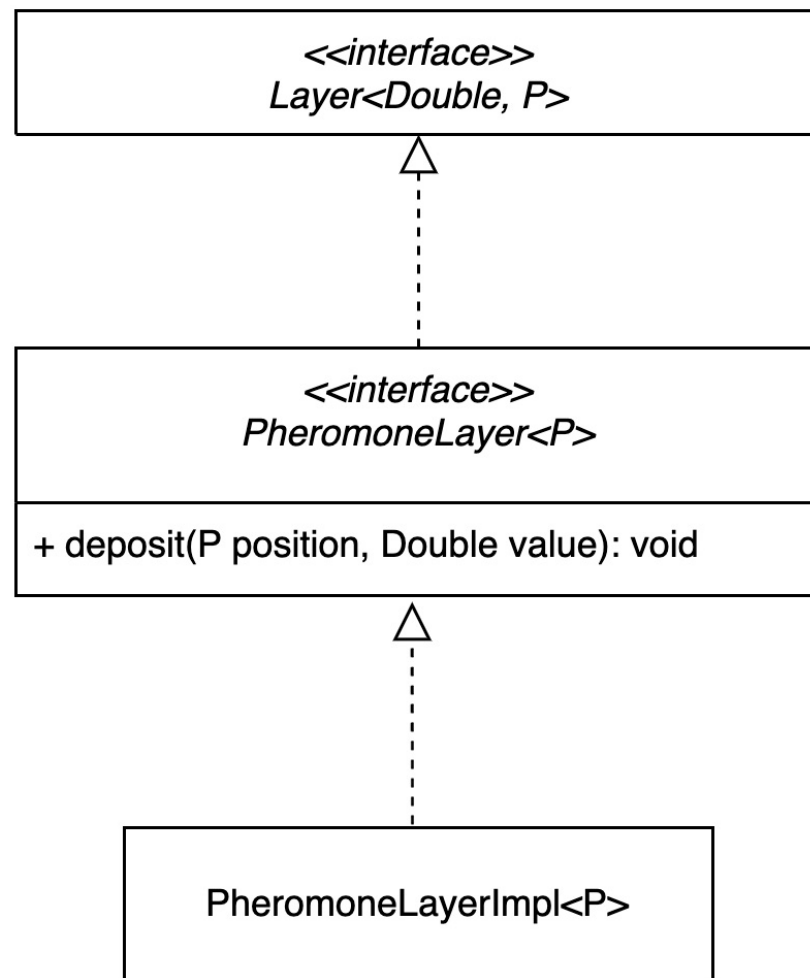 <<interface>>
Layer<Double, P>
<<interface>>
PheromoneLayer<P>
+ deposit(P position, Double value): void
PheromoneLayerImpl<P>